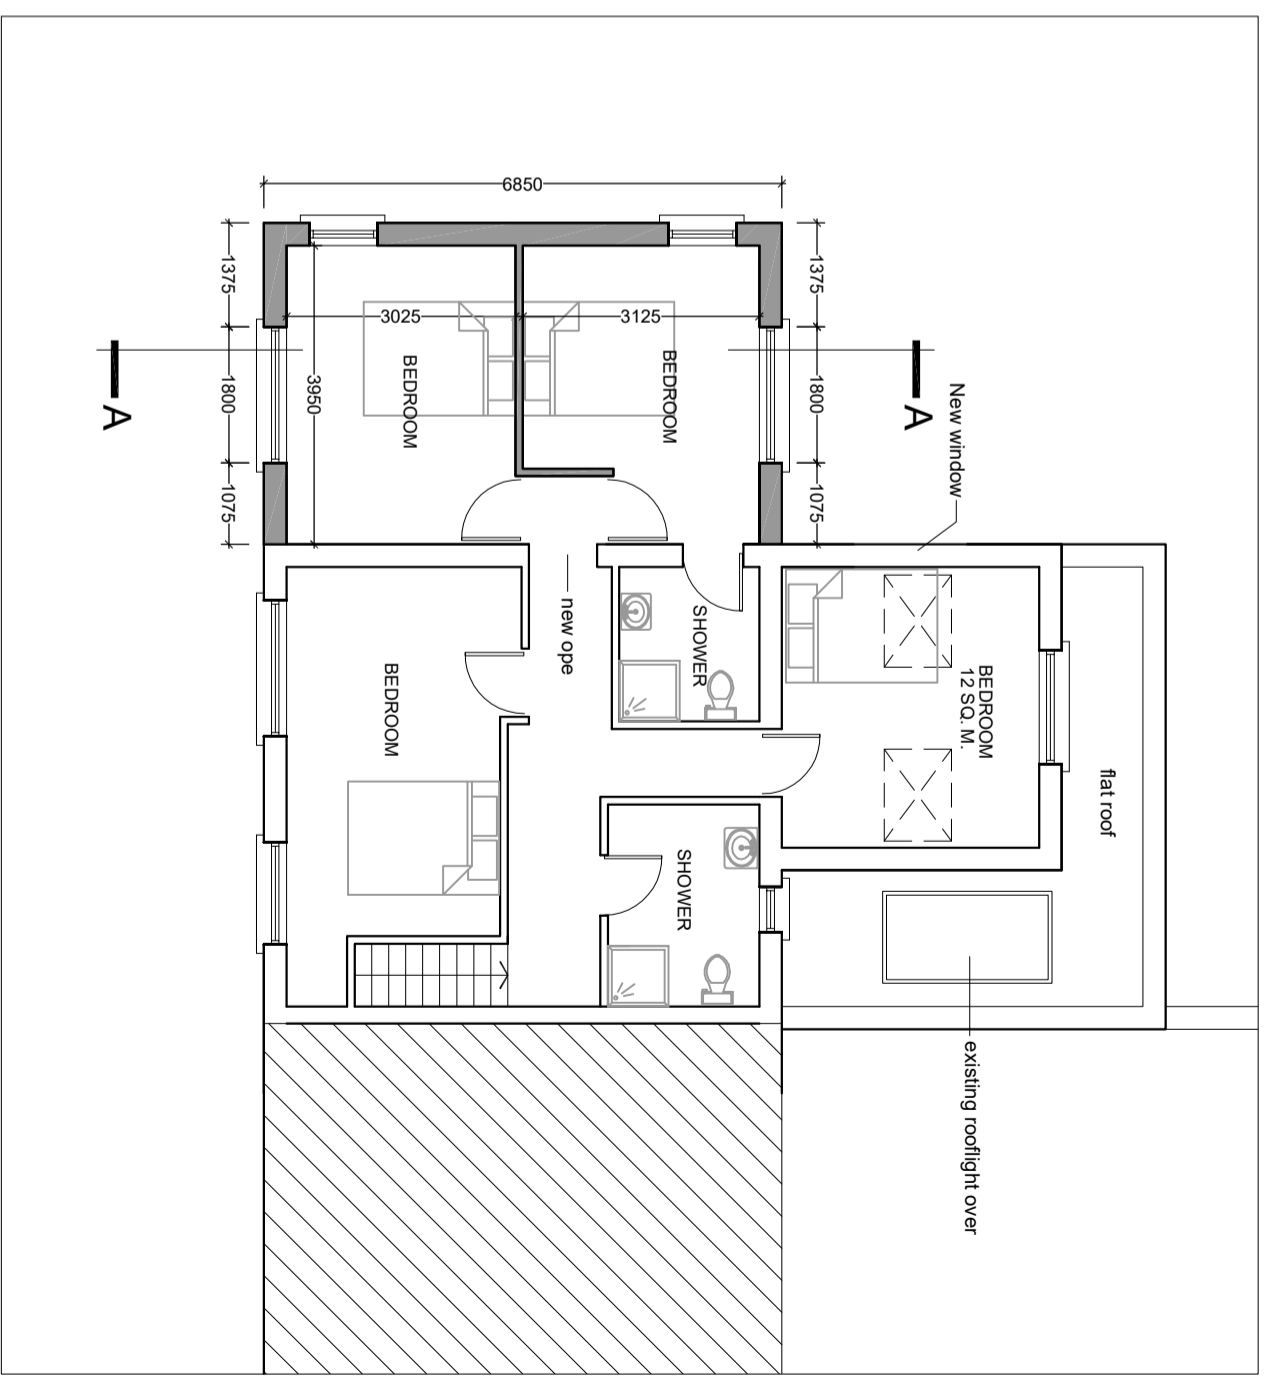 6850
1375
1800
1075
1375
1800
1075
3025
3125
3950
A
A
BEDROOM
BEDROOM
New window
new ope
SHOWER
BEDROOM
BEDROOM
12 SQ. M.
flat roof
SHOWER
existing rooflight over